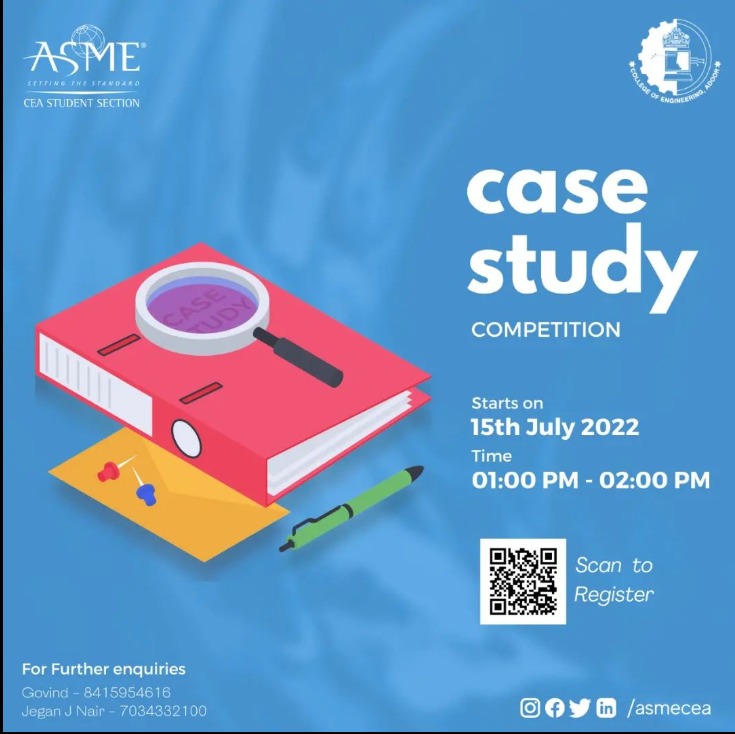 ASME®
SETTING THE STANDARD
CEA STUDENT SECTION
COLLEGE OF ENGINEERING, ADOOR
case
study
COMPETITION
CASE
STUDY
Starts on
15th July 2022
Time
01:00 PM - 02:00 PM
Scan to
Register
For Further enquiries
Govind - 8415954616
Jegan J Nair - 7034332100
/asmecea